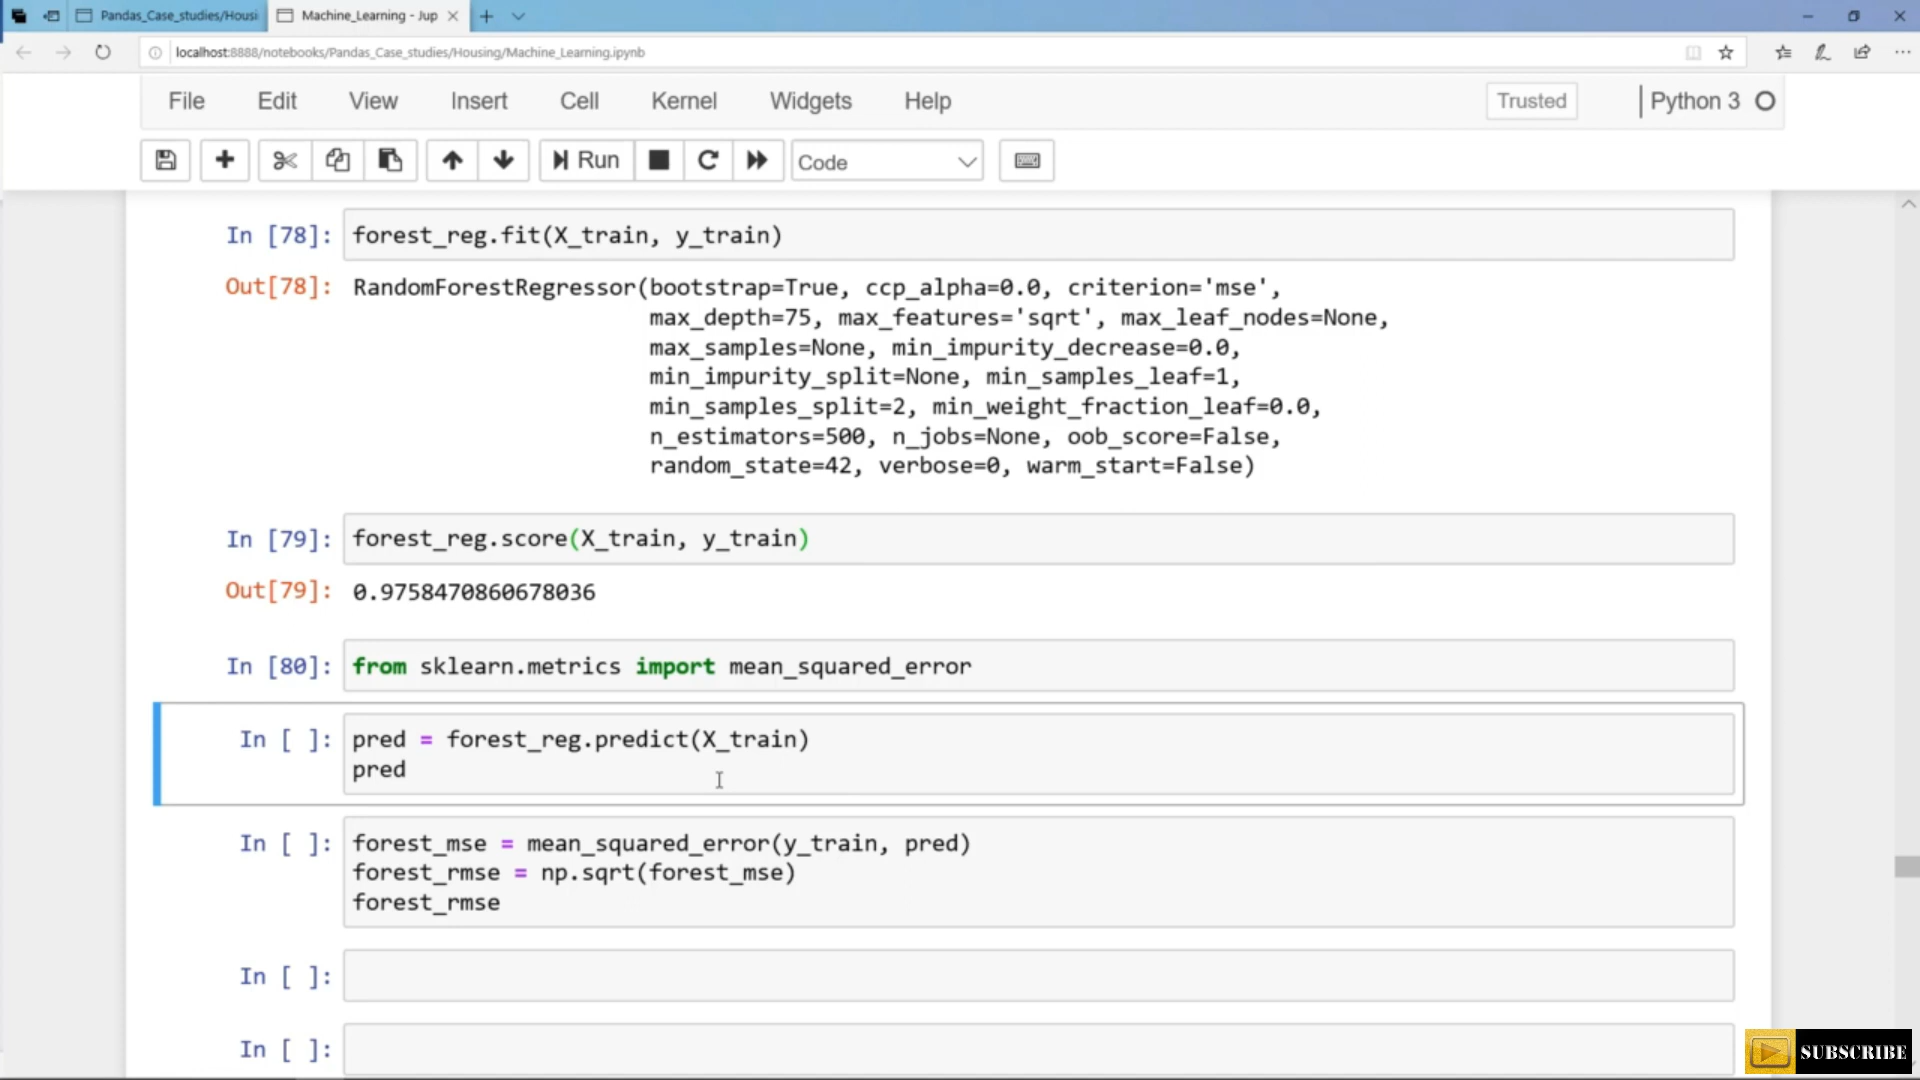 Pandas_Case_studies/Housi
Machine_Learning - Jup
localhost:8888/notebooks/Pandas_Case_studies/Housing/Machine_Learning.ipynb
File Edit View Insert Cell Kernel Widgets Help
Trusted
Python 3
Run
Code
In [78]: forest_reg.fit(X_train, y_train)
Out[78]: RandomForestRegressor(bootstrap=True, ccp_alpha=0.0, criterion='mse',
max_depth=75, max_features='sqrt', max_leaf_nodes=None,
max_samples=None, min_impurity_decrease=0.0,
min_impurity_split=None, min_samples_leaf=1,
min_samples_split=2, min_weight_fraction_leaf=0.0,
n_estimators=500, n_jobs=None, oob_score=False,
random_state=42, verbose=0, warm_start=False)
In [79]: forest_reg.score(X_train, y_train)
Out[79]: 0.9758470860678036
In [80]: from sklearn.metrics import mean_squared_error
In [ ]: pred = forest_reg.predict(X_train)
pred
In [ ]: forest_mse = mean_squared_error(y_train, pred)
forest_rmse = np.sqrt(forest_mse)
forest_rmse
In [ ]:
In [ ]:
SUBSCRIBE